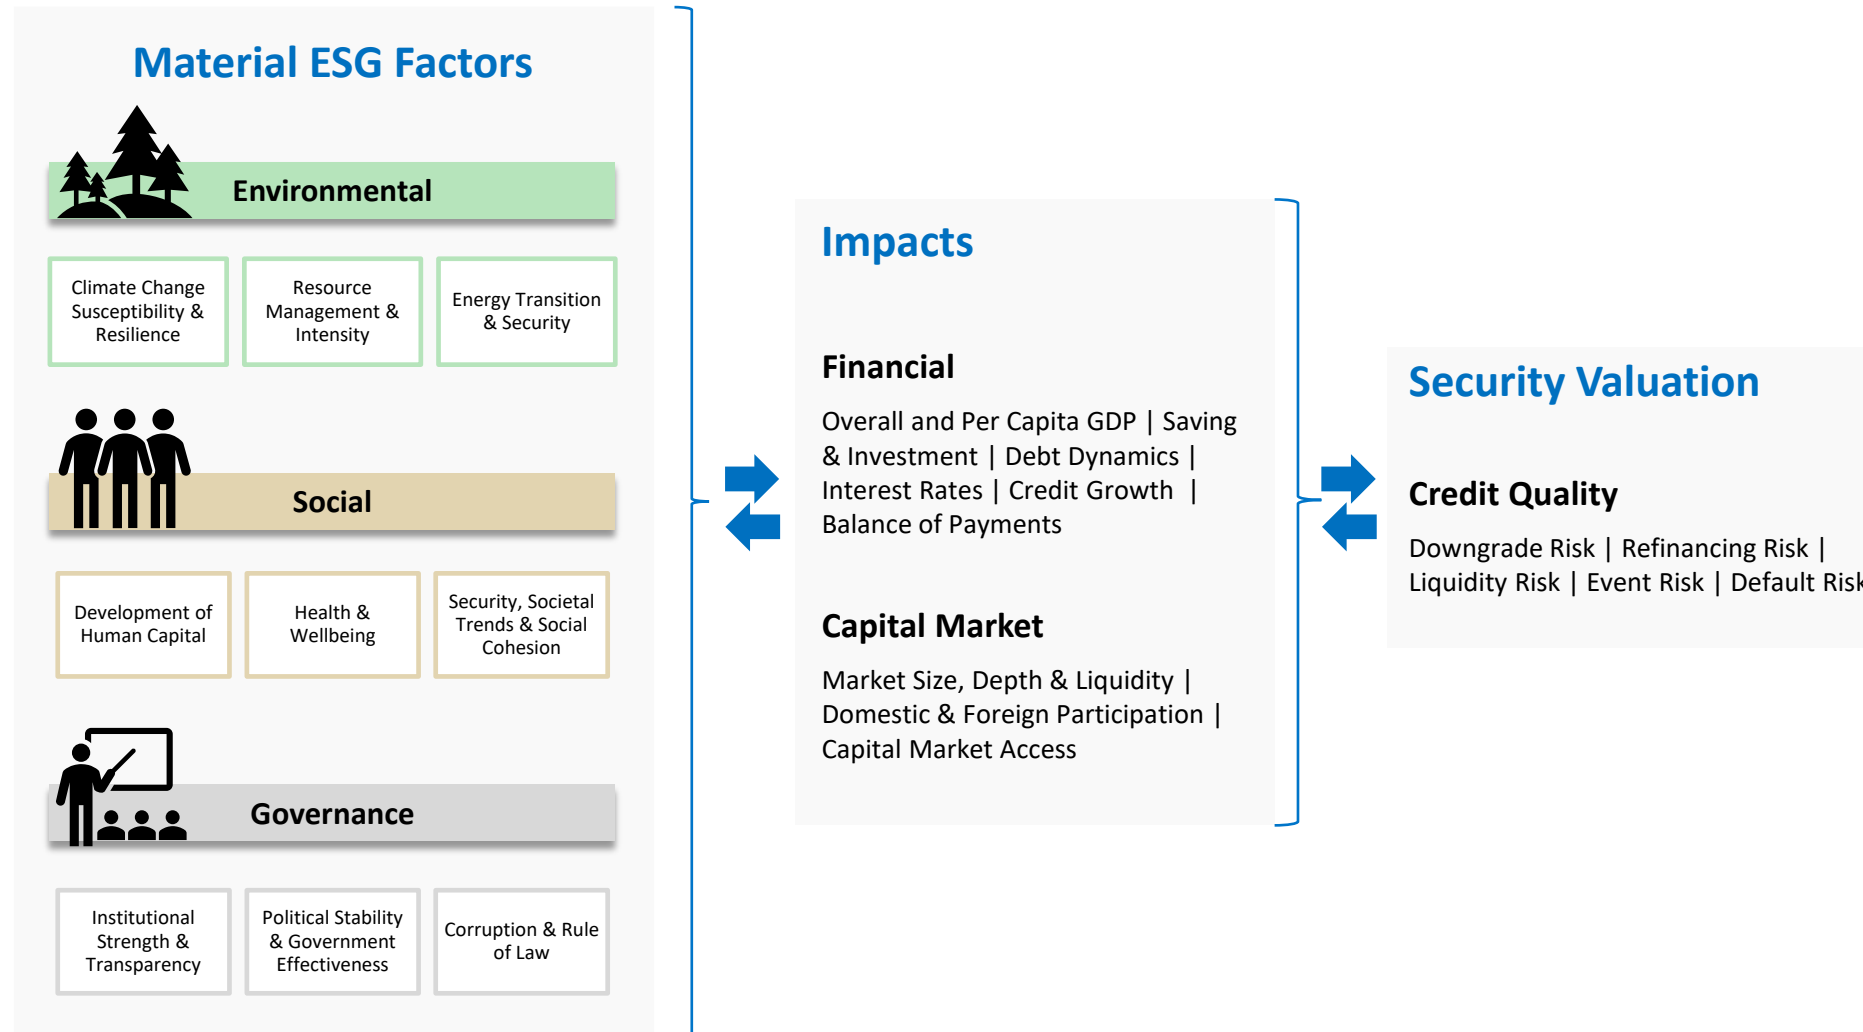 Material ESG Factors
Environmental
Climate Change
Susceptibility &
Resilience
Resource
Management &
Intensity
Energy Transition
& Security
Social
Development of
Human Capital
Health &
Wellbeing
Security, Societal
Trends & Social
Cohesion
Governance
Institutional
Strength &
Transparency
Political Stability
& Government
Effectiveness
Corruption & Rule
of Law
Impacts
Financial
Overall and Per Capita GDP | Saving
& Investment | Debt Dynamics |
Interest Rates | Credit Growth |
Balance of Payments
Capital Market
Market Size, Depth & Liquidity |
Domestic & Foreign Participation |
Capital Market Access
Security Valuation
Credit Quality
Downgrade Risk | Refinancing Risk |
Liquidity Risk | Event Risk | Default Risk